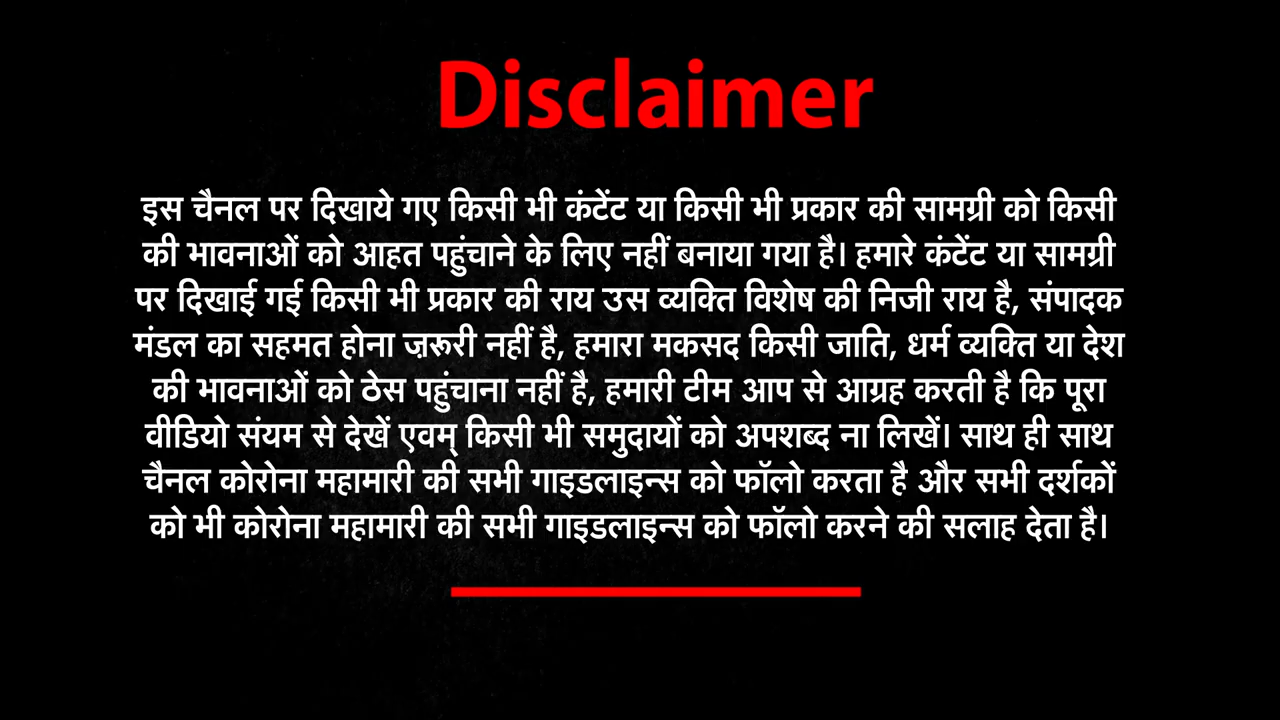 Disclaimer
इस चैनल पर दिखाये गए किसी भी कंटेंट या किसी भी प्रकार की सामग्री को किसी
की भावनाओं को आहत पहुंचाने के लिए नहीं बनाया गया है। हमारे कंटेंट या सामग्री
पर दिखाई गई किसी भी प्रकार की राय उस व्यक्ति विशेष की निजी राय है, संपादक
मंडल का सहमत होना ज़रूरी नहीं है, हमारा मकसद किसी जाति, धर्म व्यक्ति या देश
की भावनाओं को ठेस पहुंचाना नहीं है, हमारी टीम आप से आग्रह करती है कि पूरा
वीडियो संयम से देखें एवम् किसी भी समुदायों को अपशब्द ना लिखें। साथ ही साथ
चैनल कोरोना महामारी की सभी गाइडलाइन्स को फॉलो करता है और सभी दर्शकों
को भी कोरोना महामारी की सभी गाइडलाइन्स को फॉलो करने की सलाह देता है।